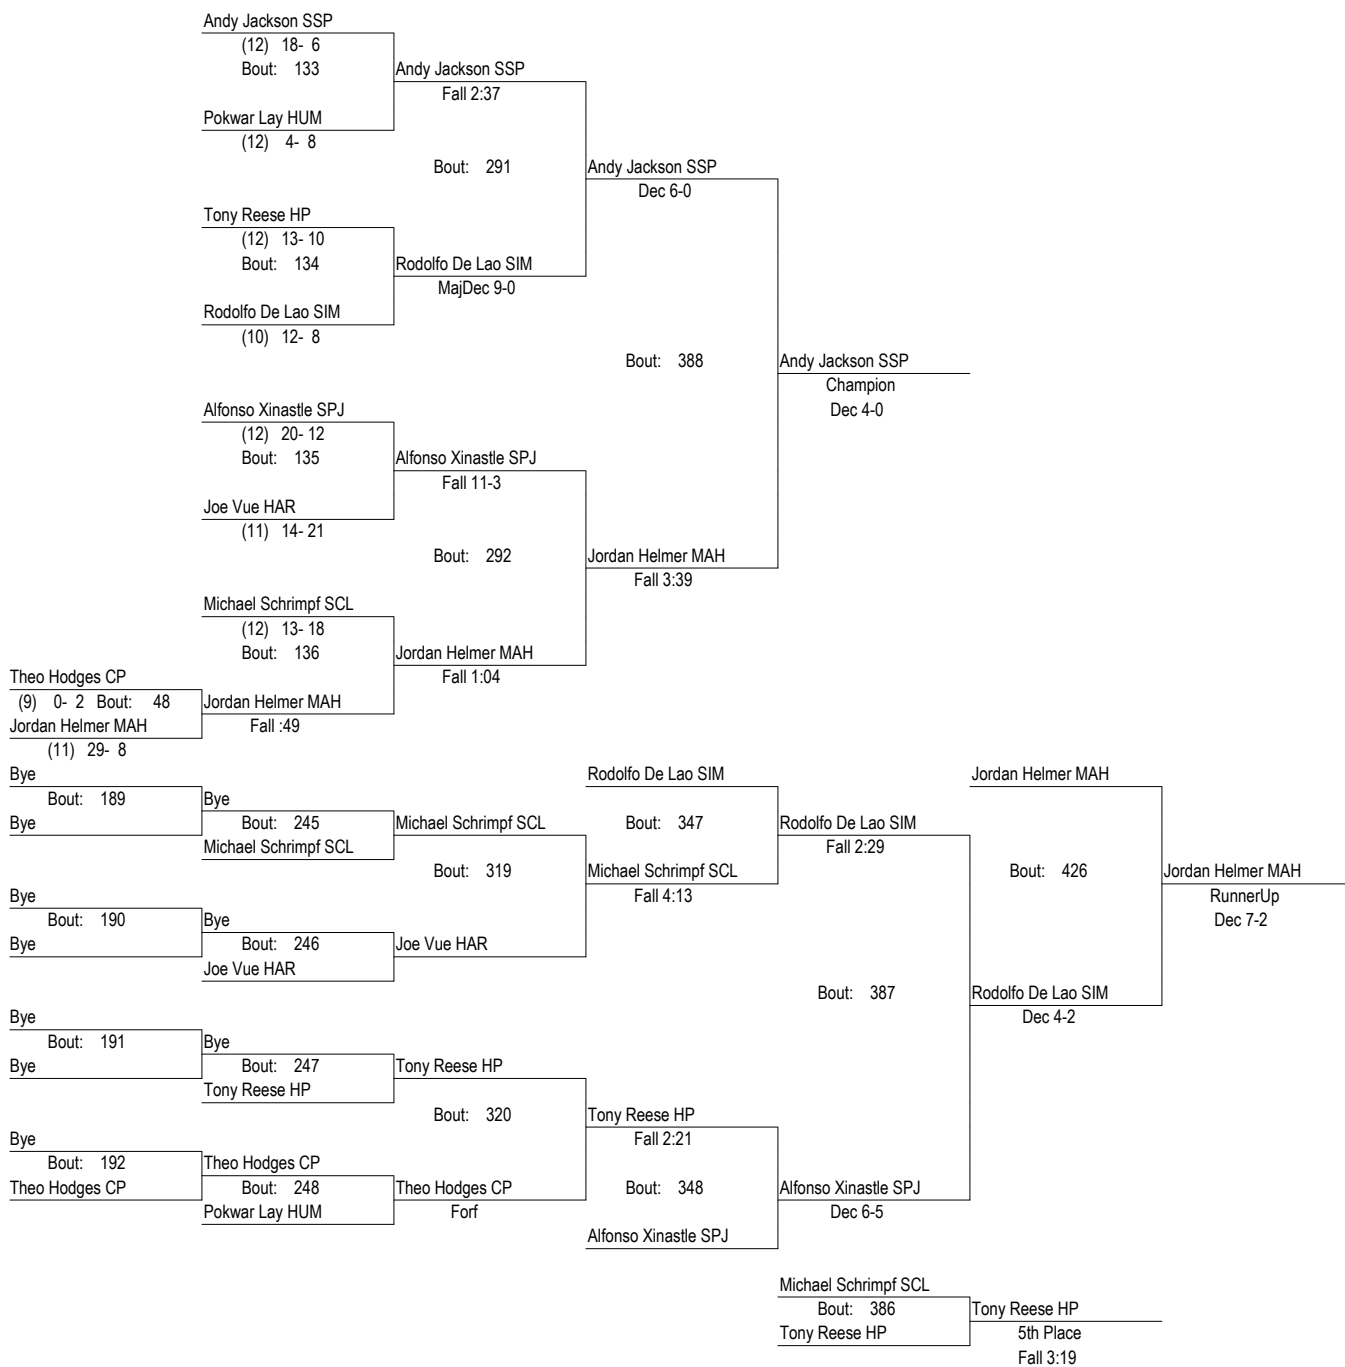 Andy Jackson SSP
(12) 18- 6
Bout: 133
Andy Jackson SSP
Fall 2:37
Pokwar Lay HUM
(12) 4- 8
Bout: 291
Andy Jackson SSP
Dec 6-0
Tony Reese HP
(12) 13- 10
Bout: 134
Rodolfo De Lao SIM
MajDec 9-0
Rodolfo De Lao SIM
(10) 12- 8
Bout: 388
Andy Jackson SSP
Champion
Dec 4-0
Alfonso Xinastle SPJ
(12) 20- 12
Bout: 135
Alfonso Xinastle SPJ
Fall 11-3
Joe Vue HAR
(11) 14- 21
Bout: 292
Jordan Helmer MAH
Fall 3:39
Michael Schrimpf SCL
(12) 13- 18
Bout: 136
Jordan Helmer MAH
Fall 1:04
Theo Hodges CP
(9) 0- 2 Bout: 48
Jordan Helmer MAH
Jordan Helmer MAH
Fall :49
(11) 29- 8
Bye
Rodolfo De Lao SIM
Jordan Helmer MAH
Bout: 189
Bye
Bye
Bout: 245
Michael Schrimpf SCL
Bout: 347
Rodolfo De Lao SIM
Michael Schrimpf SCL
Fall 2:29
Bout: 319
Michael Schrimpf SCL
Bout: 426
Jordan Helmer MAH
Bye
Fall 4:13
RunnerUp
Bout: 190
Bye
Dec 7-2
Bye
Bout: 246
Joe Vue HAR
Joe Vue HAR
Bout: 387
Rodolfo De Lao SIM
Bye
Dec 4-2
Bout: 191
Bye
Bye
Bout: 247
Tony Reese HP
Tony Reese HP
Bout: 320
Tony Reese HP
Bye
Fall 2:21
Bout: 192
Theo Hodges CP
Theo Hodges CP
Bout: 248
Theo Hodges CP
Bout: 348
Alfonso Xinastle SPJ
Pokwar Lay HUM
Forf
Dec 6-5
Alfonso Xinastle SPJ
Michael Schrimpf SCL
Bout: 386
Tony Reese HP
Tony Reese HP
5th Place
Fall 3:19